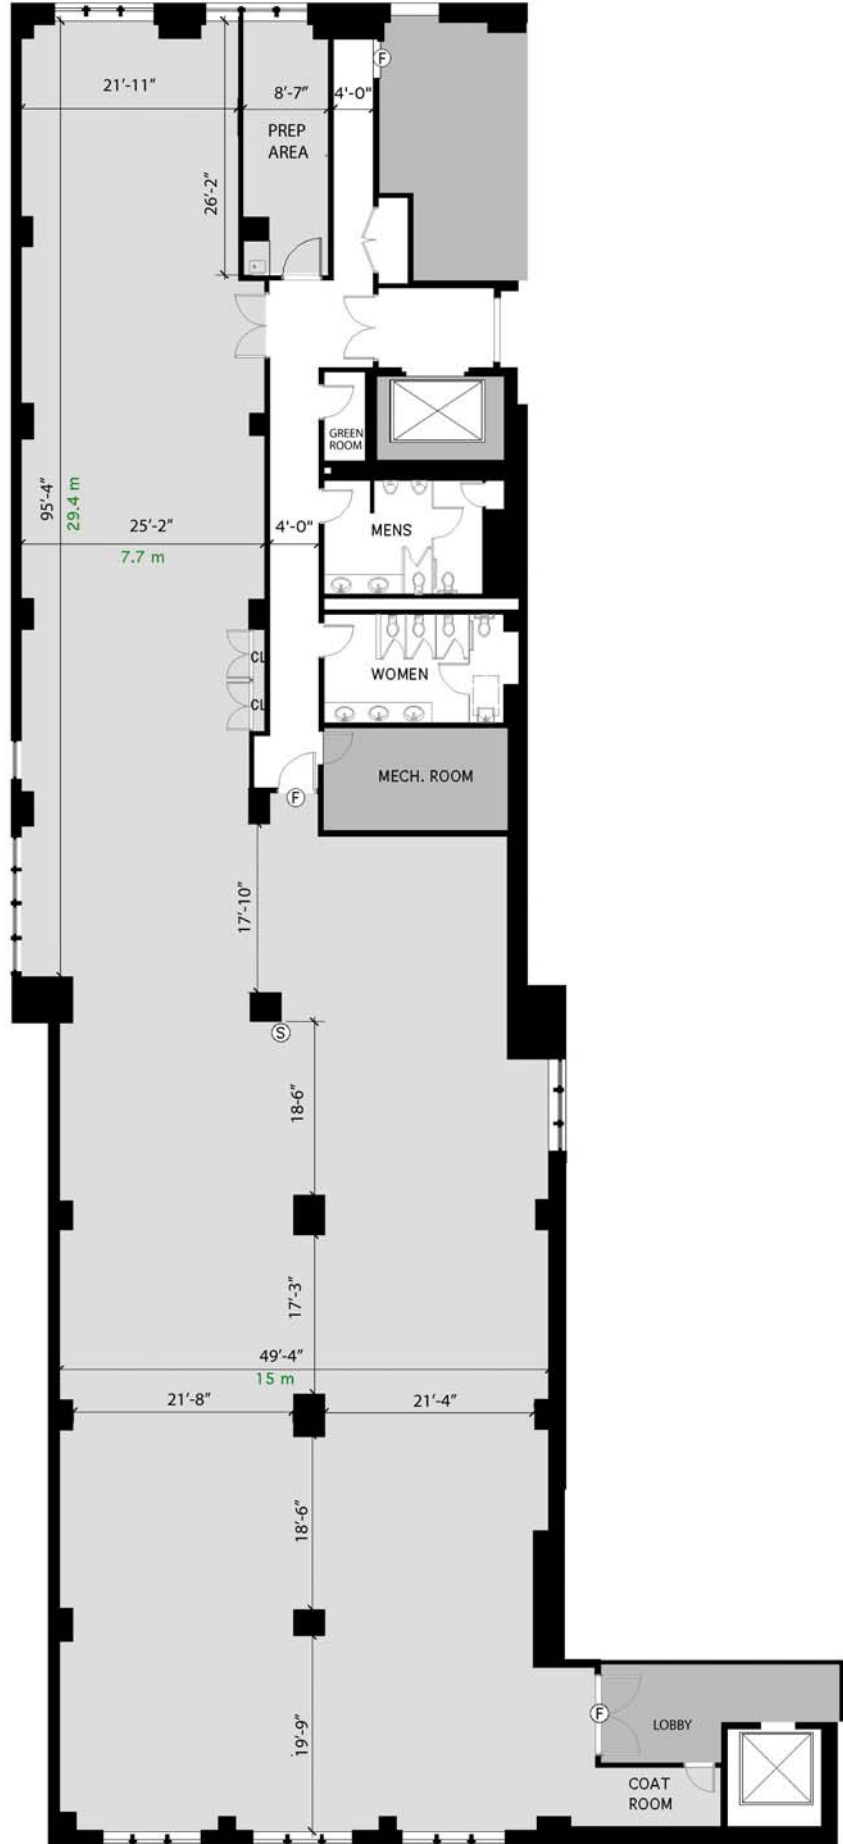 F
21'-11"
8'-7"
4'-0"
PREP
AREA
26'-2"
GREEN
ROOM
95'-4"
29.4 m
25'-2"
7.7 m
4'-0"
MENS
CL
WOMEN
CL
MECH. ROOM
F
17'-10"
S
18-6"
17'-3"
49'-4"
15 m
21'-8"
21'-4"
18'-6"
F
LOBBY
19'-9"
COAT
ROOM